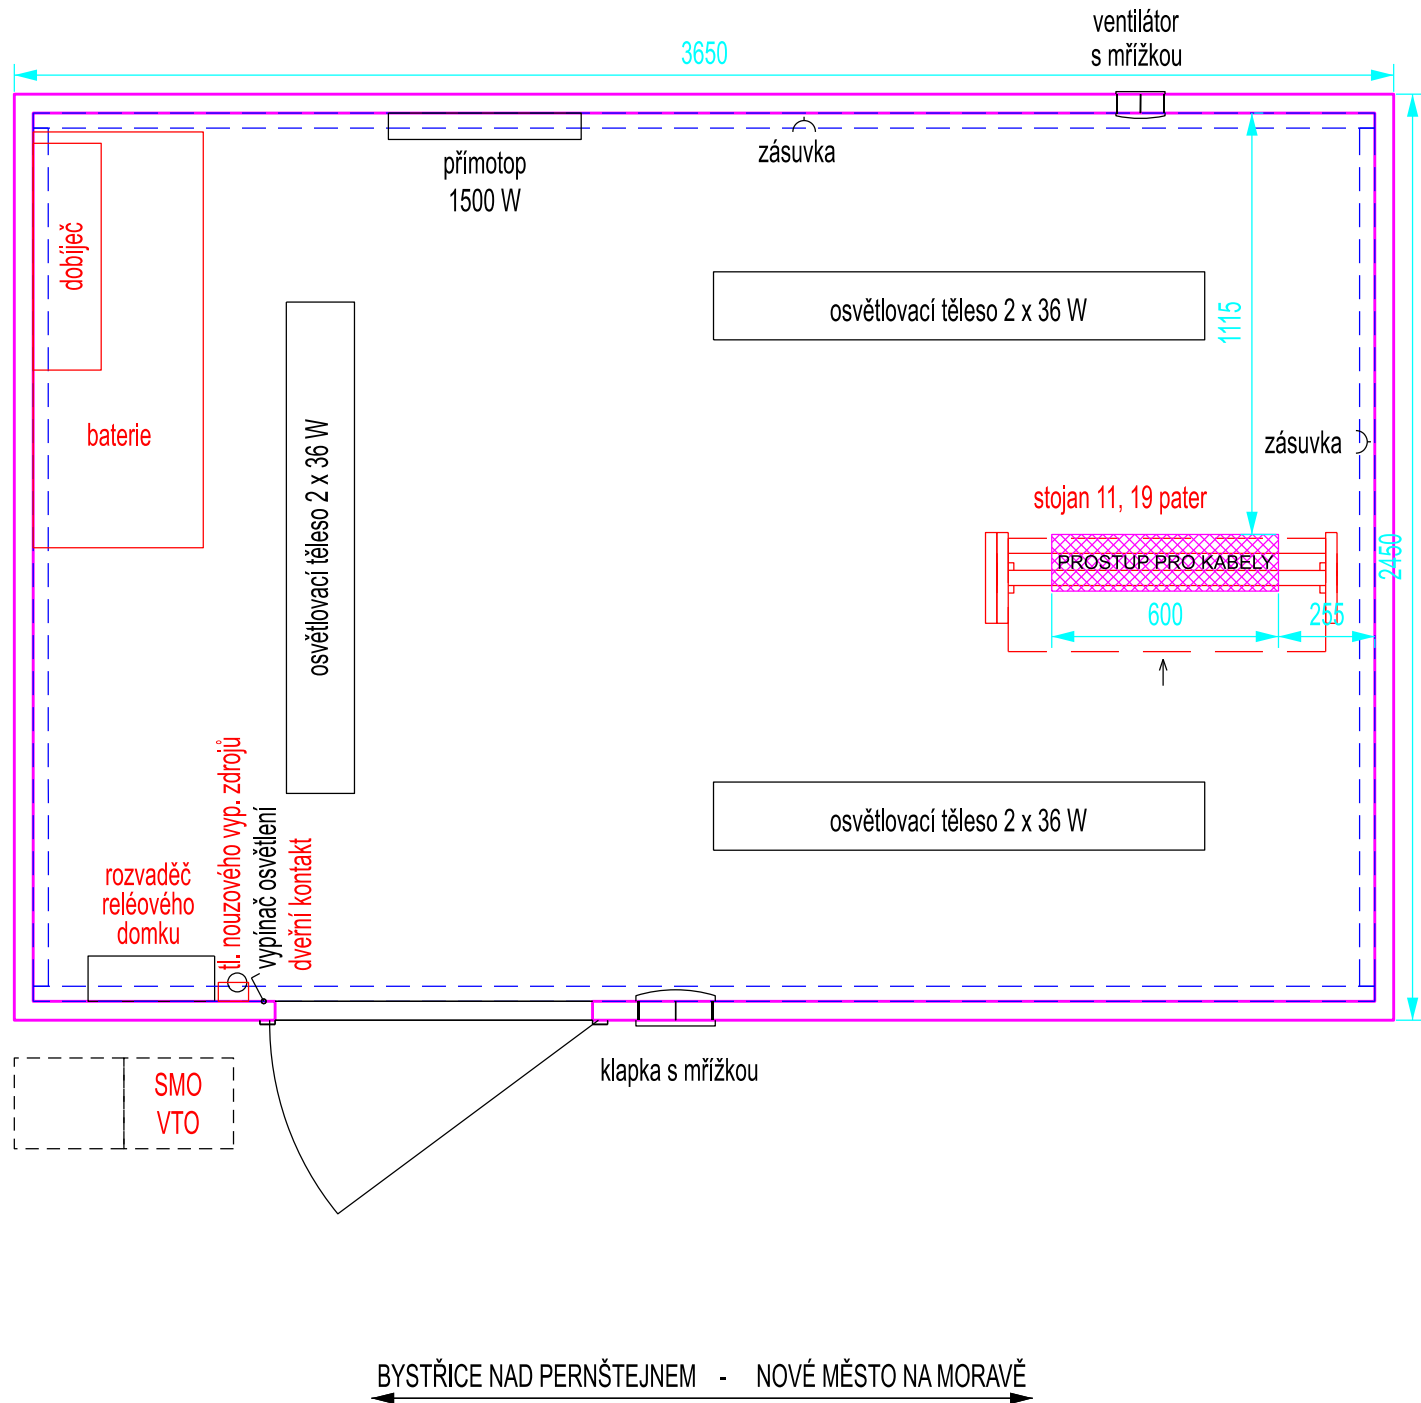 ventilátor
s mřížkou
3650
přímotop
1500 W
zásuvka
dobíječ
osvětlovací těleso 2 x 36 W
1115
baterie
osvětlovací těleso 2 x 36 W
zásuvka
stojan 11, 19 pater
PROSTUP PRO KABELY
2450
600
255
osvětlovací těleso 2 x 36 W
rozvaděč
reléového
domku
tl. nouzového vyp. zdrojů
vypínač osvětlení
dveřní kontakt
klapka s mřížkou
SMO
VTO
BYSTŘICE NAD PERNŠTEJNEM - NOVÉ MĚSTO NA MORAVĚ